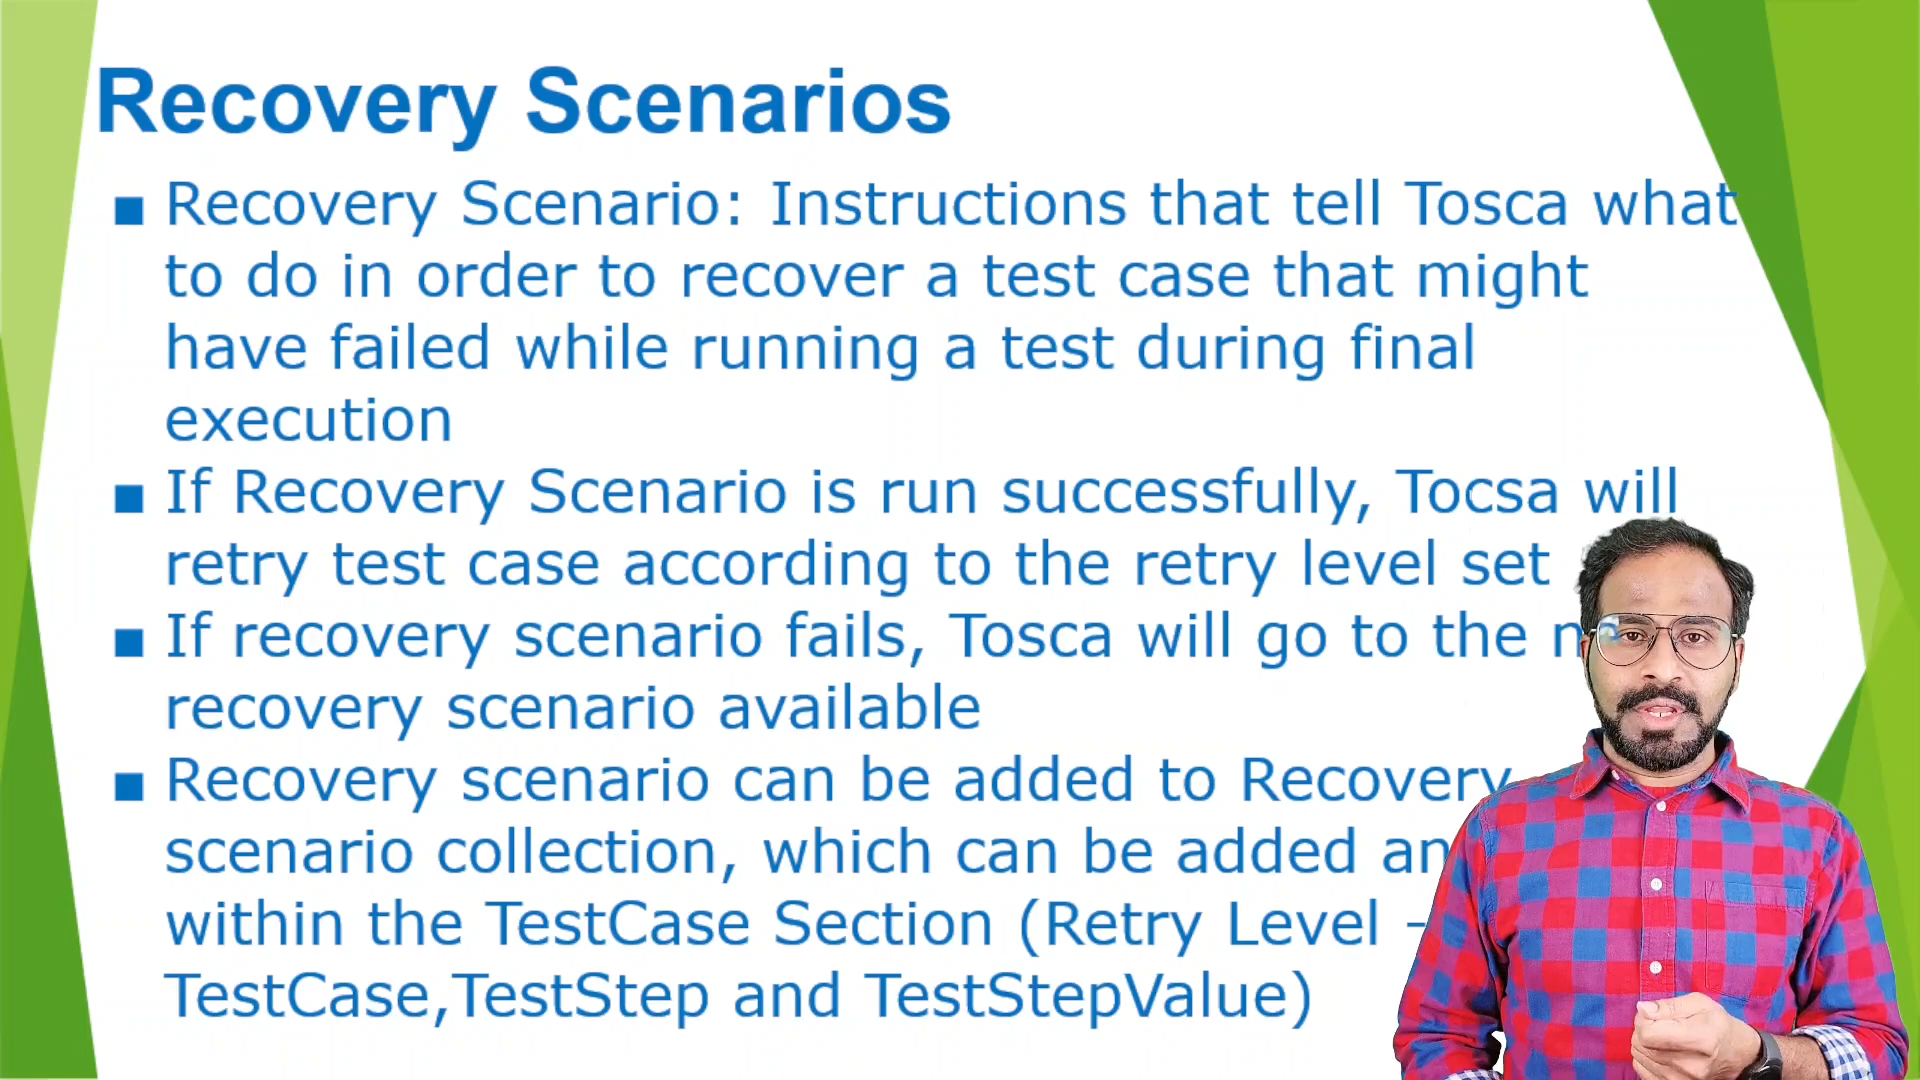 Recovery Scenarios
▪ Recovery Scenario: Instructions that tell Tosca what
to do in order to recover a test case that might
have failed while running a test during final
execution
▪ If Recovery Scenario is run successfully, Tocsa will
retry test case according to the retry level set
▪ If recovery scenario fails, Tosca will go to the
recovery scenario available
▪ Recovery scenario can be added to Recovery
scenario collection, which can be added
within the TestCase Section (Retry Level -
TestCase,TestStep and TestStepValue)